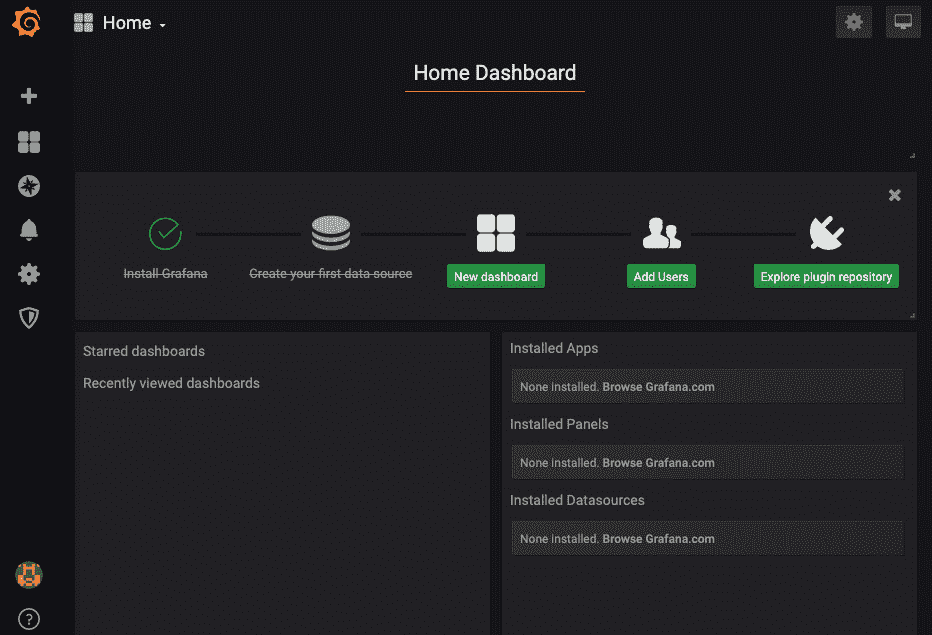 Home
Home Dashboard
Install Grafana
Create your first data source
New dashboard
Add Users
Explore plugin repository
Starred dashboards
Recently viewed dashboards
Installed Apps
None installed. Browse Grafana.com
Installed Panels
None installed. Browse Grafana.com
Installed Datasources
None installed. Browse Grafana.com
?